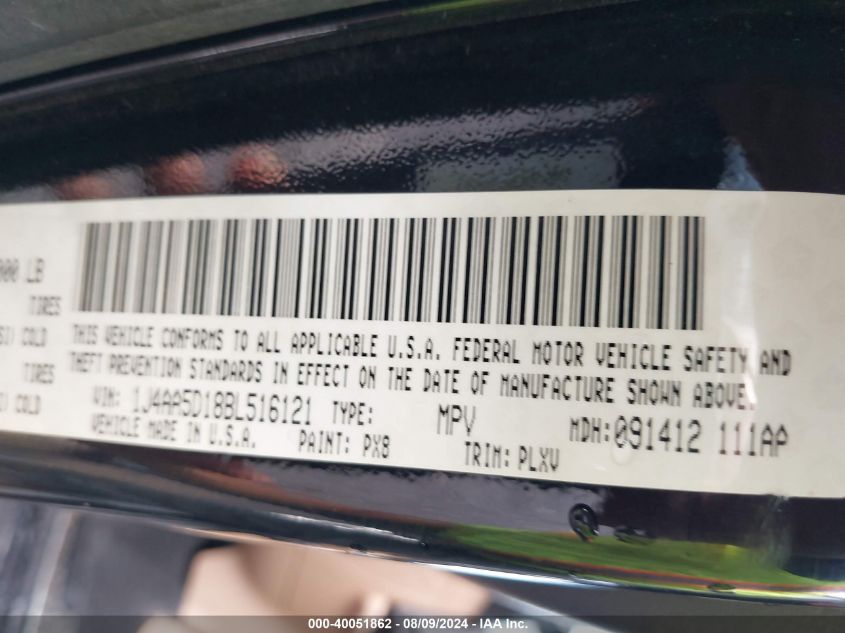 000 LB
TIRES
SI) COLD
TIRES
SI) COLD
THIS VEHICLE CONFORMS TO ALL APPLICABLE U.S.A. FEDERAL MOTOR VEHICLE SAFETY AND
THEFT PREVENTION STANDARDS IN EFFECT ON THE DATE OF MANUFACTURE SHOWN ABOVE.
VIN: 1J4AA5D18BL516121 TYPE: MPV MDH: 091412 111AP
VEHICLE MADE IN U.S.A. PAINT: PX8 TRIM: PLXV
000-40051862 - 08/09/2024 - IAA Inc.